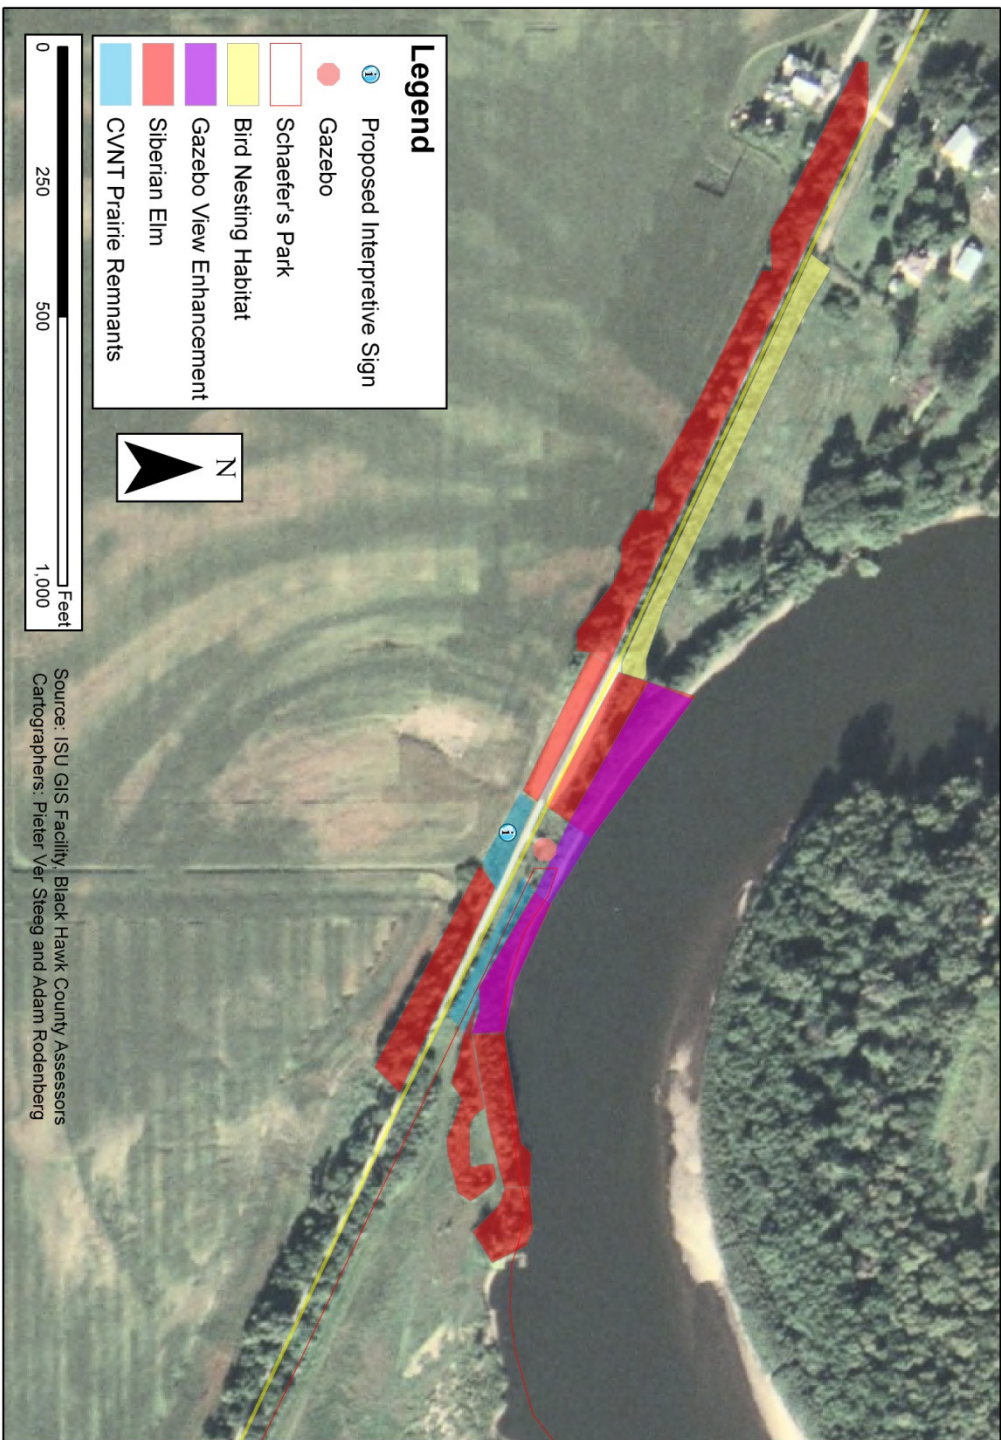 Legend
Proposed Interpretive Sign
Gazebo
Schaefer's Park
Bird Nesting Habitat
Gazebo View Enhancement
Siberian Elm
CVNT Prairie Remnants
N
0 250 500 1,000
Feet
Source: ISU GIS Facility, Black Hawk County Assessors
Cartographers: Pieter Ver Steeg and Adam Rodenberg